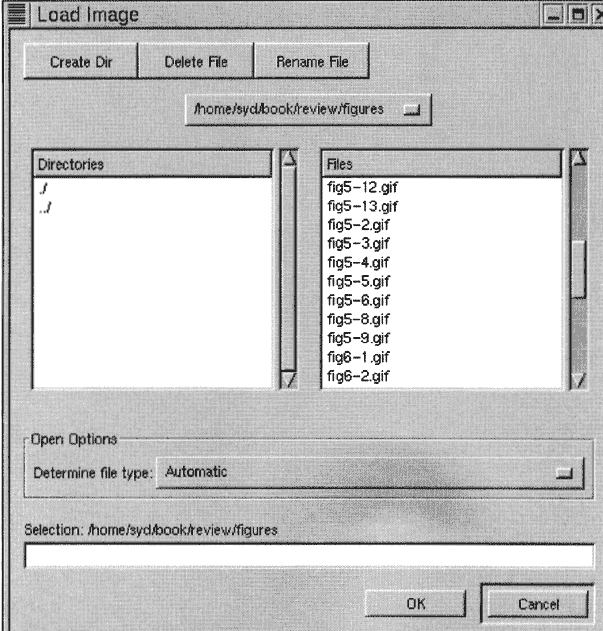 Load Image
Create Dir Delete File Rename File
/home/syd/book/review/figures
Directories
./
../
Files
fig5-12.gif
fig5-13.gif
fig5-2.gif
fig5-3.gif
fig5-4.gif
fig5-5.gif
fig5-6.gif
fig5-8.gif
fig5-9.gif
fig6-1.gif
fig6-2.gif
Open Options
Determine file type: Automatic
Selection: /home/syd/book/review/figures
OK Cancel